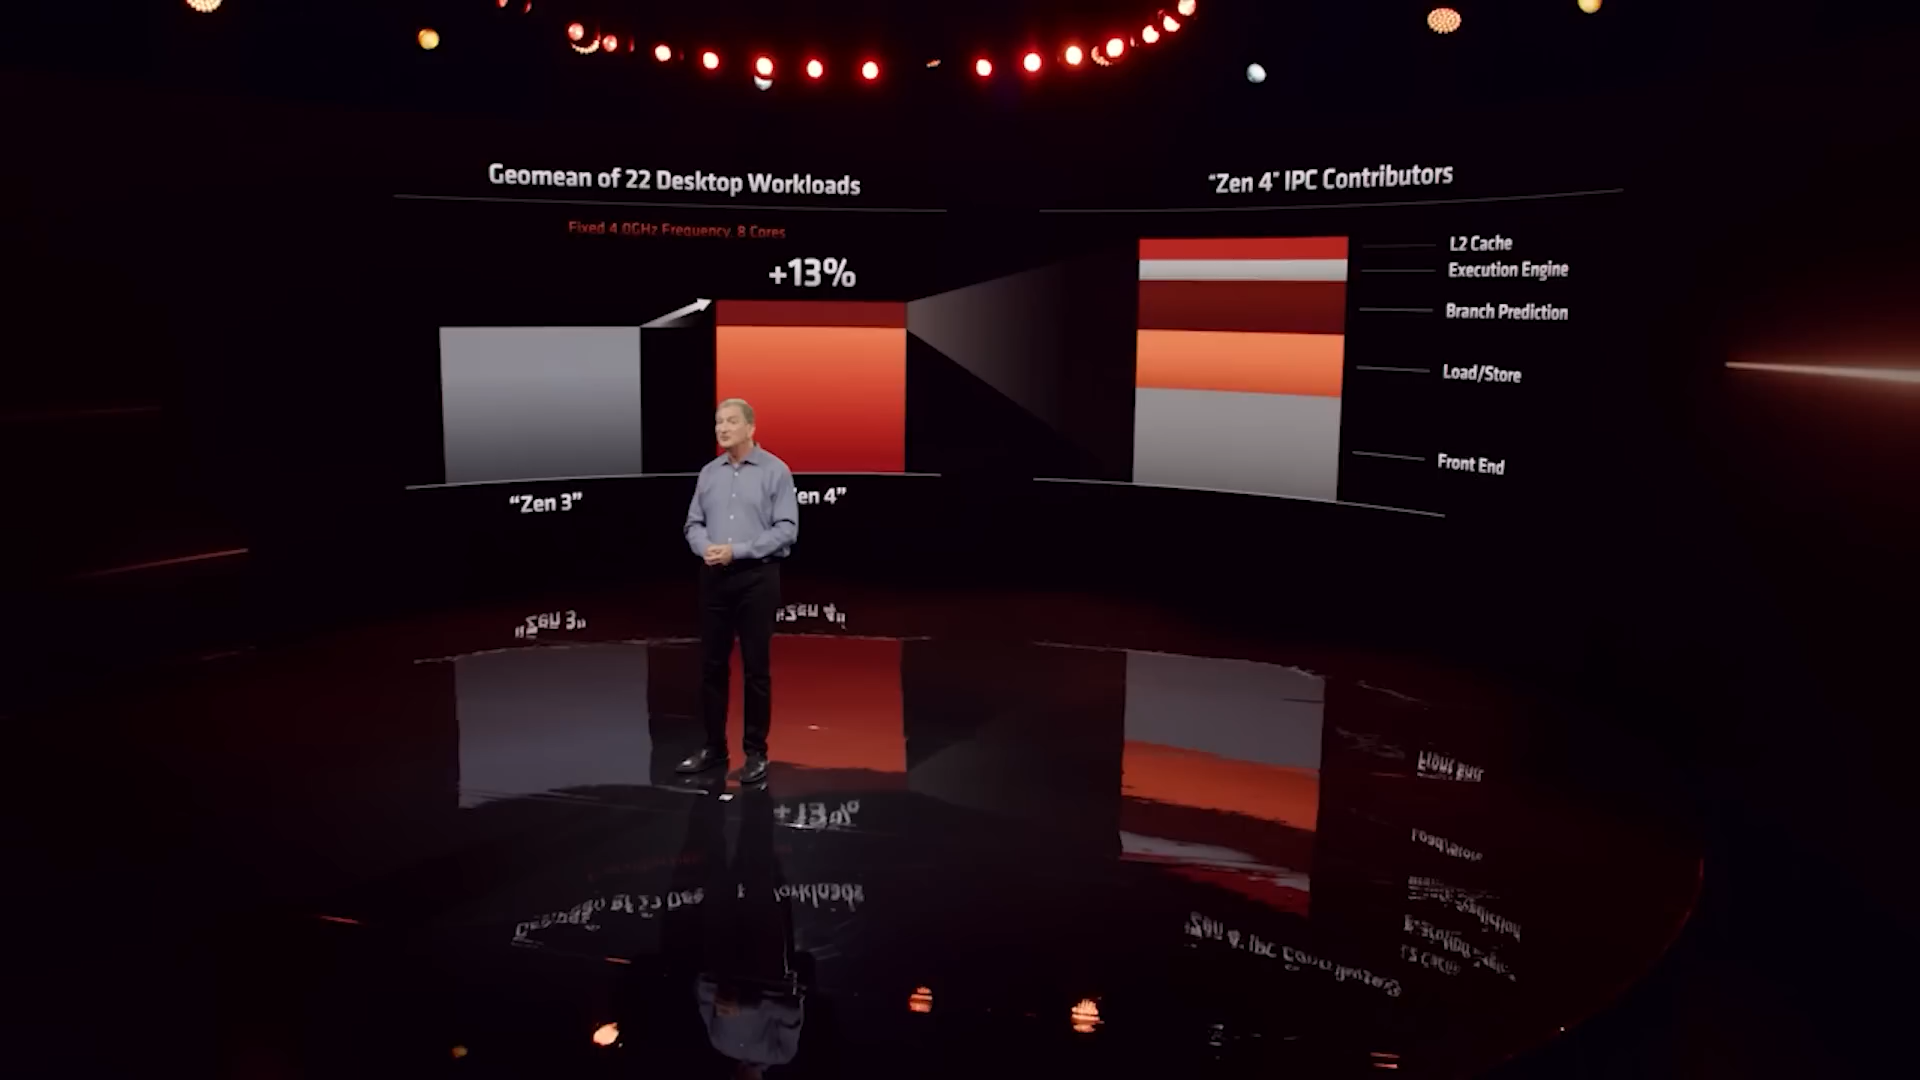 Geomean of 22 Desktop Workloads
Fixed 4.0GHz Frequency, 8 Cores
+13%
“Zen 3”
en 4”
“Zen 4” IPC Contributors
L2 Cache
Execution Engine
Branch Prediction
Load/Store
Front End